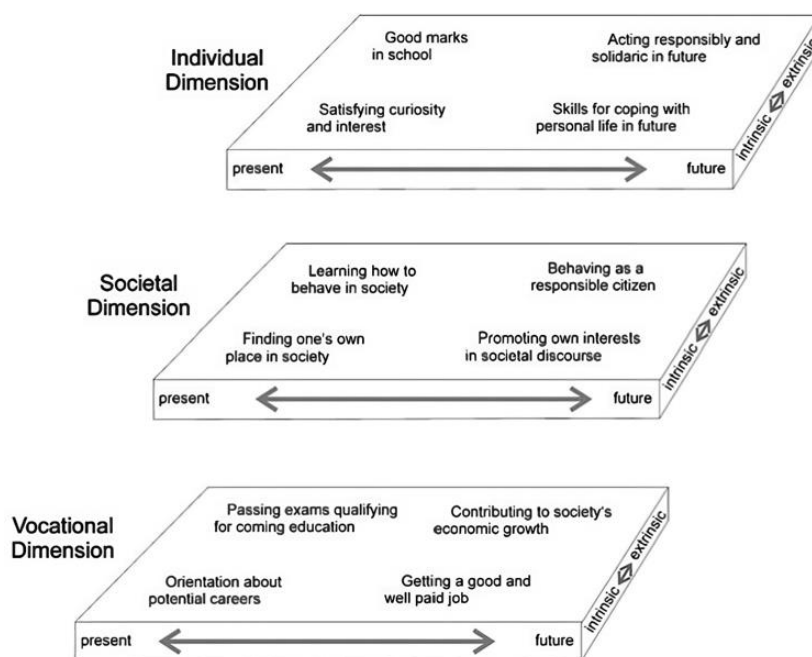 Individual
Dimension
Good marks
in school
Acting responsibly and
solidaric in future
Satisfying curiosity
and interest
Skills for coping with
personal life in future
present
future
intrinsic
extrinsic
Societal
Dimension
Learning how to
behave in society
Behaving as a
responsible citizen
Finding one's own
place in society
Promoting own interests
in societal discourse
present
future
intrinsic
extrinsic
Vocational
Dimension
Passing exams qualifying
for coming education
Contributing to society's
economic growth
Orientation about
potential careers
Getting a good and
well paid job
present
future
intrinsic
extrinsic